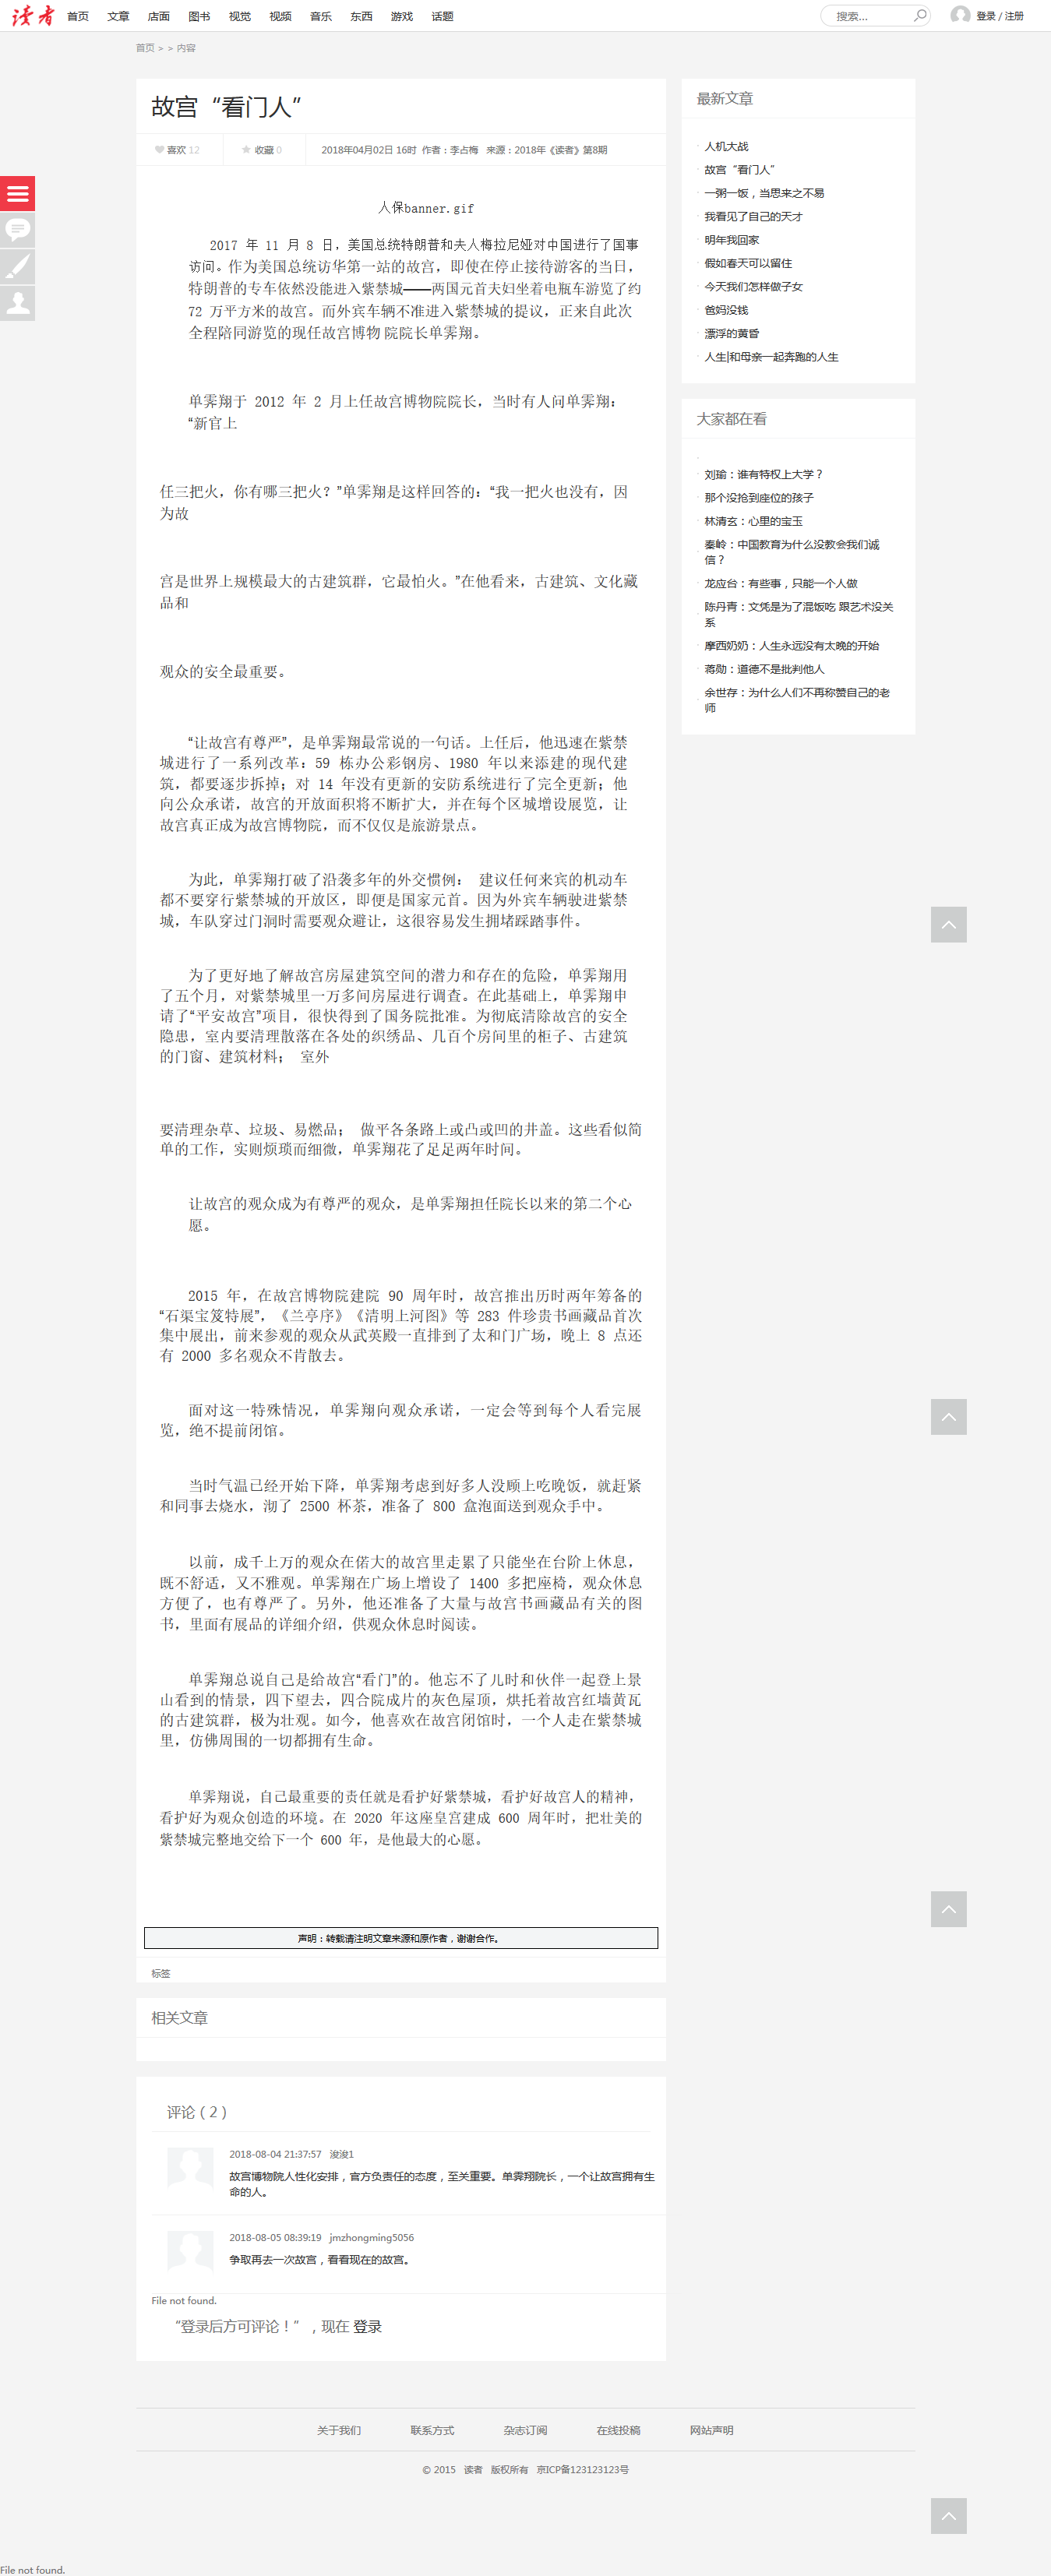 读者 首页 文章 店面 图书 视觉 视频 音乐 东西 游戏 话题 搜索... 登录 / 注册
首页 > > 内容
故宫“看门人”
喜欢 12 收藏 0 2018年04月02日 16时 作者：李占梅 来源：2018年《读者》第8期
人保banner.gif
2017 年 11 月 8 日，美国总统特朗普和夫人梅拉尼娅对中国进行了国事
访问。作为美国总统访华第一站的故宫，即使在停止接待游客的当日，
特朗普的专车依然没能进入紫禁城——两国元首夫妇坐着电瓶车游览了约
72 万平方米的故宫。而外宾车辆不准进入紫禁城的提议，正来自此次
全程陪同游览的现任故宫博物 院院长单霁翔。
单霁翔于 2012 年 2 月上任故宫博物院院长，当时有人问单霁翔：
“新官上
任三把火，你有哪三把火？”单霁翔是这样回答的：“我一把火也没有，因
为故
宫是世界上规模最大的古建筑群，它最怕火。”在他看来，古建筑、文化藏
品和
观众的安全最重要。
“让故宫有尊严”，是单霁翔最常说的一句话。上任后，他迅速在紫禁
城进行了一系列改革：59 栋办公彩钢房、1980 年以来添建的现代建
筑，都要逐步拆掉；对 14 年没有更新的安防系统进行了完全更新；他
向公众承诺，故宫的开放面积将不断扩大，并在每个区城增设展览，让
故宫真正成为故宫博物院，而不仅仅是旅游景点。
为此，单霁翔打破了沿袭多年的外交惯例： 建议任何来宾的机动车
都不要穿行紫禁城的开放区，即便是国家元首。因为外宾车辆驶进紫禁
城，车队穿过门洞时需要观众避让，这很容易发生拥堵踩踏事件。
为了更好地了解故宫房屋建筑空间的潜力和存在的危险，单霁翔用
了五个月，对紫禁城里一万多间房屋进行调查。在此基础上，单霁翔申
请了“平安故宫”项目，很快得到了国务院批准。为彻底清除故宫的安全
隐患，室内要清理散落在各处的织绣品、几百个房间里的柜子、古建筑
的门窗、建筑材料； 室外
要清理杂草、垃圾、易燃品； 做平各条路上或凸或凹的井盖。这些看似简
单的工作，实则烦琐而细微，单霁翔花了足足两年时间。
让故宫的观众成为有尊严的观众，是单霁翔担任院长以来的第二个心
愿。
2015 年，在故宫博物院建院 90 周年时，故宫推出历时两年筹备的
“石渠宝笈特展”，《兰亭序》《清明上河图》等 283 件珍贵书画藏品首次
集中展出，前来参观的观众从武英殿一直排到了太和门广场，晚上 8 点还
有 2000 多名观众不肯散去。
面对这一特殊情况，单霁翔向观众承诺，一定会等到每个人看完展
览，绝不提前闭馆。
当时气温已经开始下降，单霁翔考虑到好多人没顾上吃晚饭，就赶紧
和同事去烧水，沏了 2500 杯茶，准备了 800 盒泡面送到观众手中。
以前，成千上万的观众在偌大的故宫里走累了只能坐在台阶上休息，
既不舒适，又不雅观。单霁翔在广场上增设了 1400 多把座椅，观众休息
方便了，也有尊严了。另外，他还准备了大量与故宫书画藏品有关的图
书，里面有展品的详细介绍，供观众休息时阅读。
单霁翔总说自己是给故宫“看门”的。他忘不了儿时和伙伴一起登上景
山看到的情景，四下望去，四合院成片的灰色屋顶，烘托着故宫红墙黄瓦
的古建筑群，极为壮观。如今，他喜欢在故宫闭馆时，一个人走在紫禁城
里，仿佛周围的一切都拥有生命。
单霁翔说，自己最重要的责任就是看护好紫禁城，看护好故宫人的精神，
看护好为观众创造的环境。在 2020 年这座皇宫建成 600 周年时，把壮美的
紫禁城完整地交给下一个 600 年，是他最大的心愿。
声明：转载请注明文章来源和原作者，谢谢合作。
标签
相关文章
评论（2）
2018-08-04 21:37:57 浚浚1
故宫博物院人性化安排，官方负责任的态度，至关重要。单霁翔院长，一个让故宫拥有生
命的人。
2018-08-05 08:39:19 jmzhongming5056
争取再去一次故宫，看看现在的故宫。
File not found.
“登录后方可评论！”，现在 登录
最新文章
人机大战
故宫“看门人”
一粥一饭，当思来之不易
我看见了自己的天才
明年我回家
假如春天可以留住
今天我们怎样做子女
爸妈没钱
漂浮的黄昏
人生|和母亲一起奔跑的人生
大家都在看
刘瑜：谁有特权上大学？
那个没抢到座位的孩子
林清玄：心里的宝玉
秦岭：中国教育为什么没教会我们诚
信？
龙应台：有些事，只能一个人做
陈丹青：文凭是为了混饭吃 跟艺术没关
系
摩西奶奶：人生永远没有太晚的开始
蒋勋：道德不是批判他人
余世存：为什么人们不再称赞自己的老
师
关于我们 联系方式 杂志订阅 在线投稿 网站声明
© 2015 读者 版权所有 京ICP备123123123号
File not found.